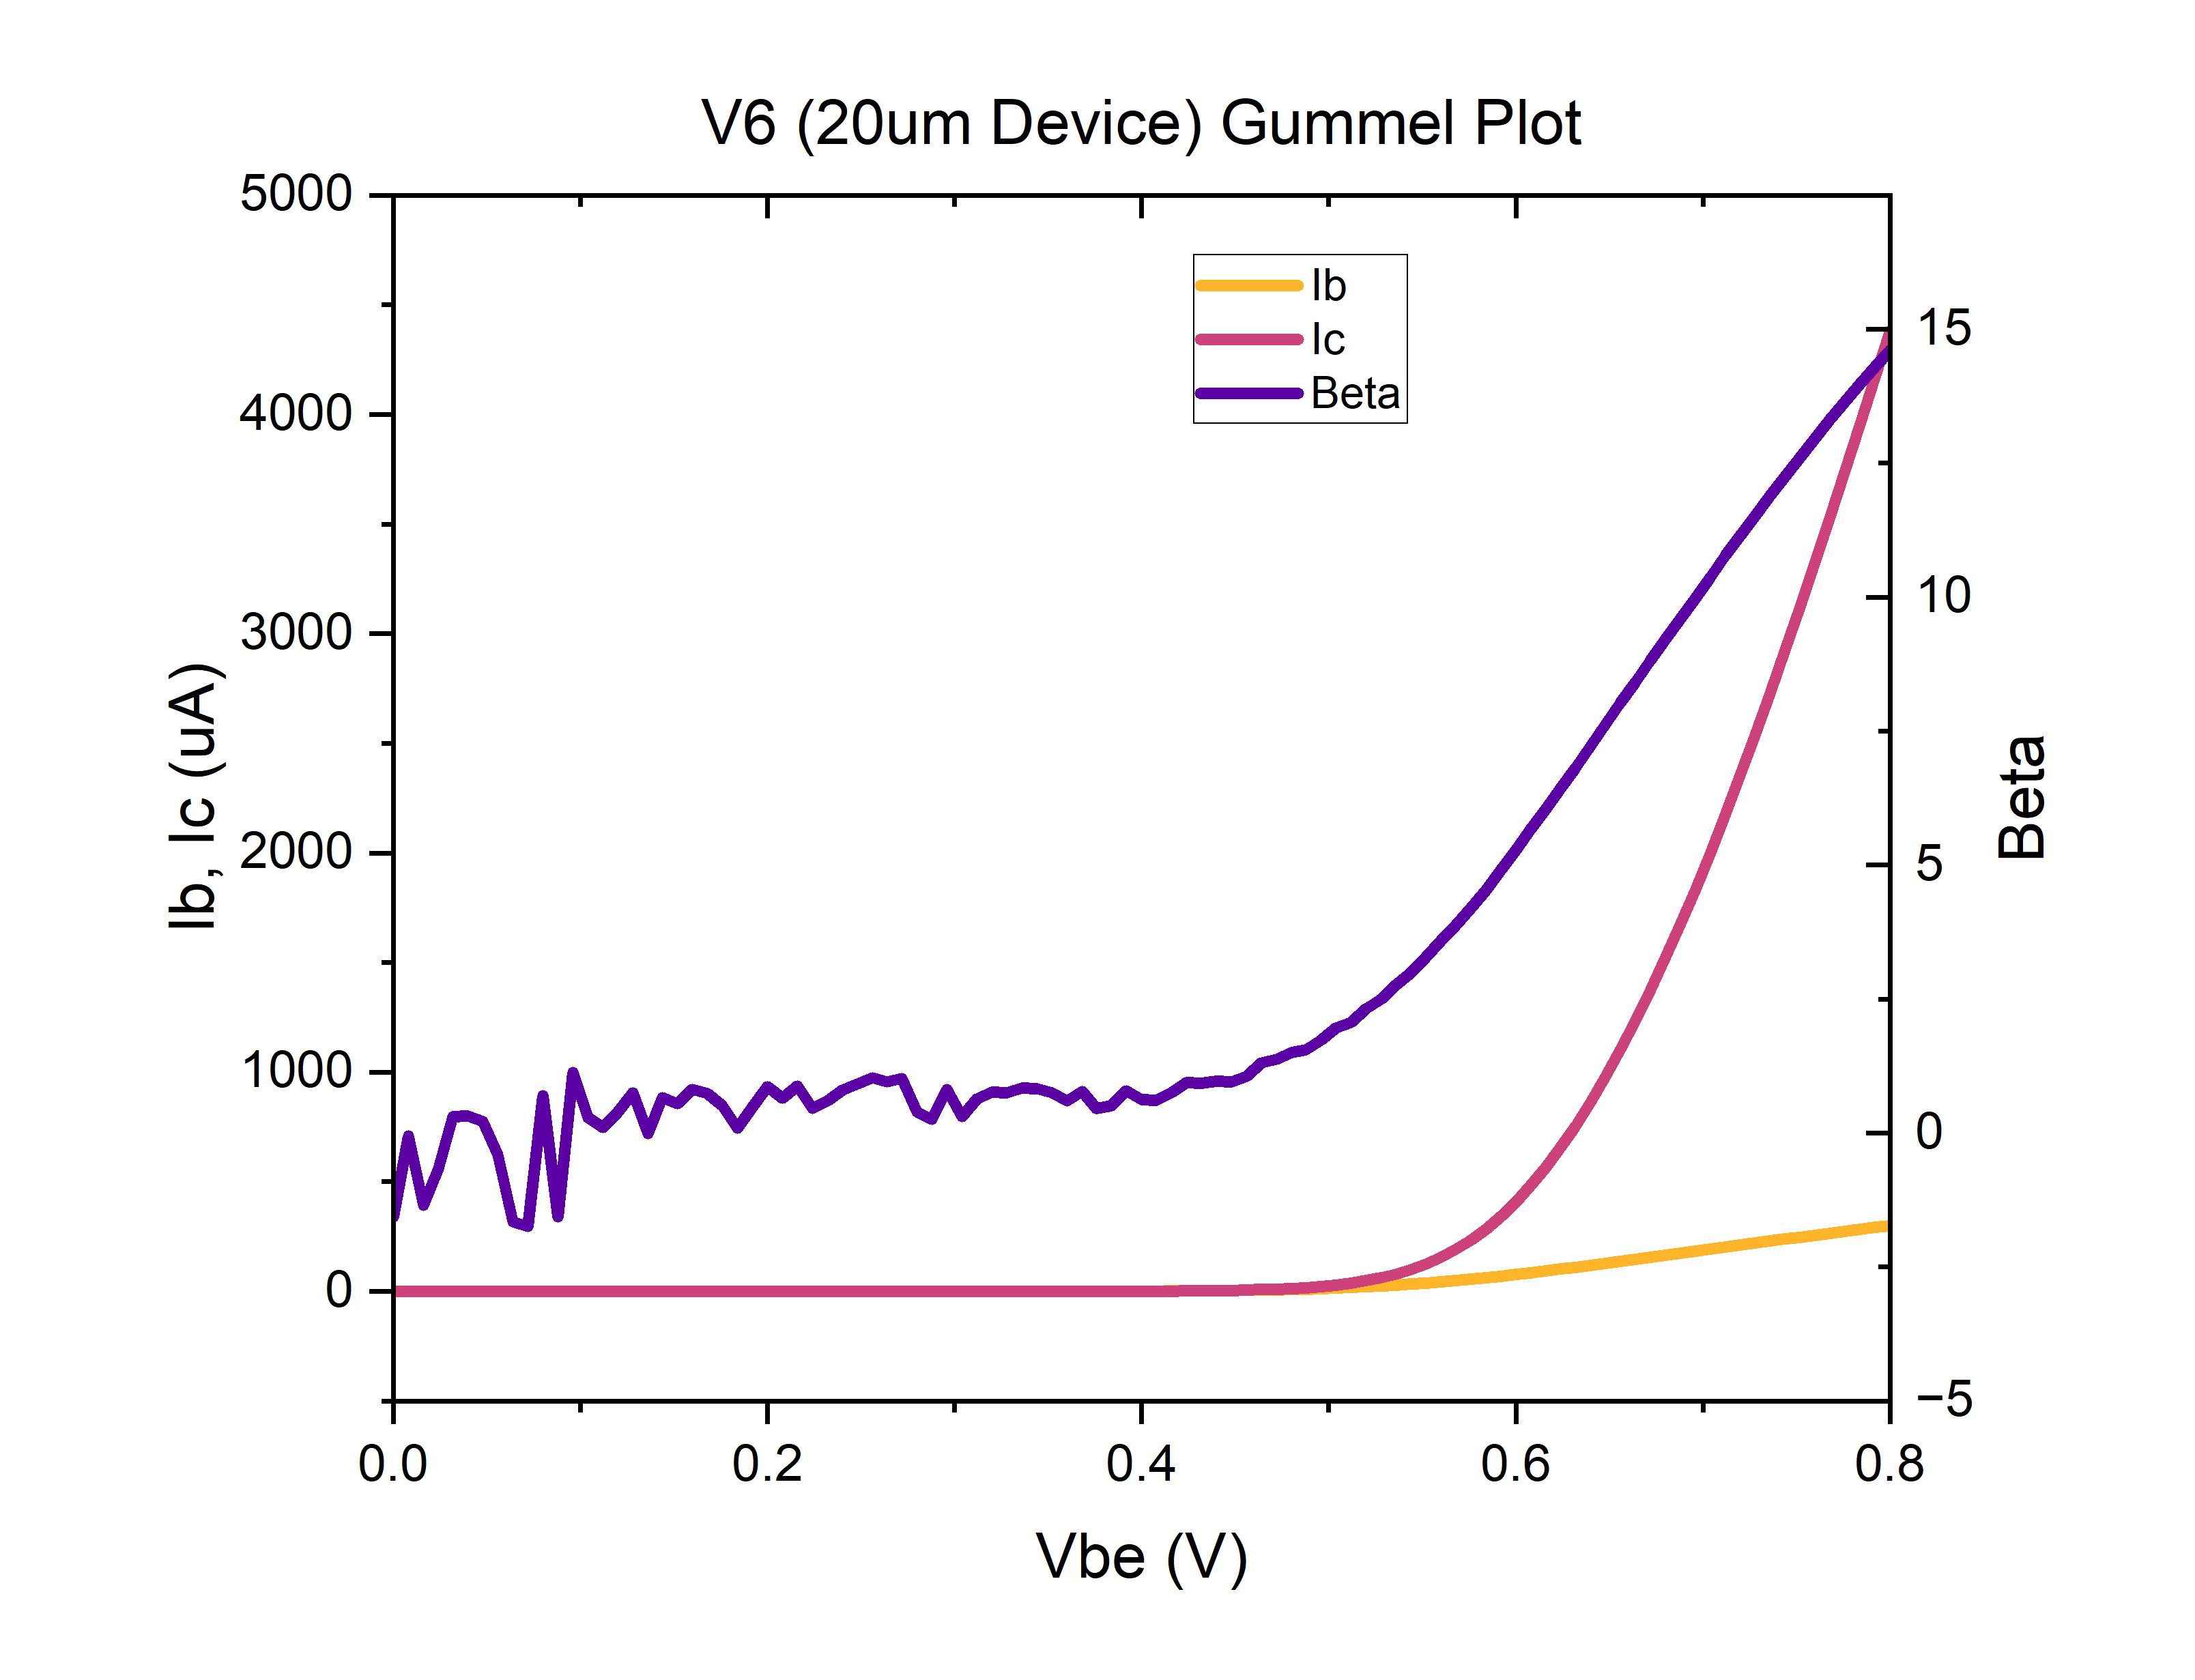 V6 (20um Device) Gummel Plot
5000
4000
3000
2000
1000
0
Ib, Ic (uA)
Ib
Ic
Beta
15
10
5
0
−5
Beta
0.0 0.2 0.4 0.6 0.8
Vbe (V)